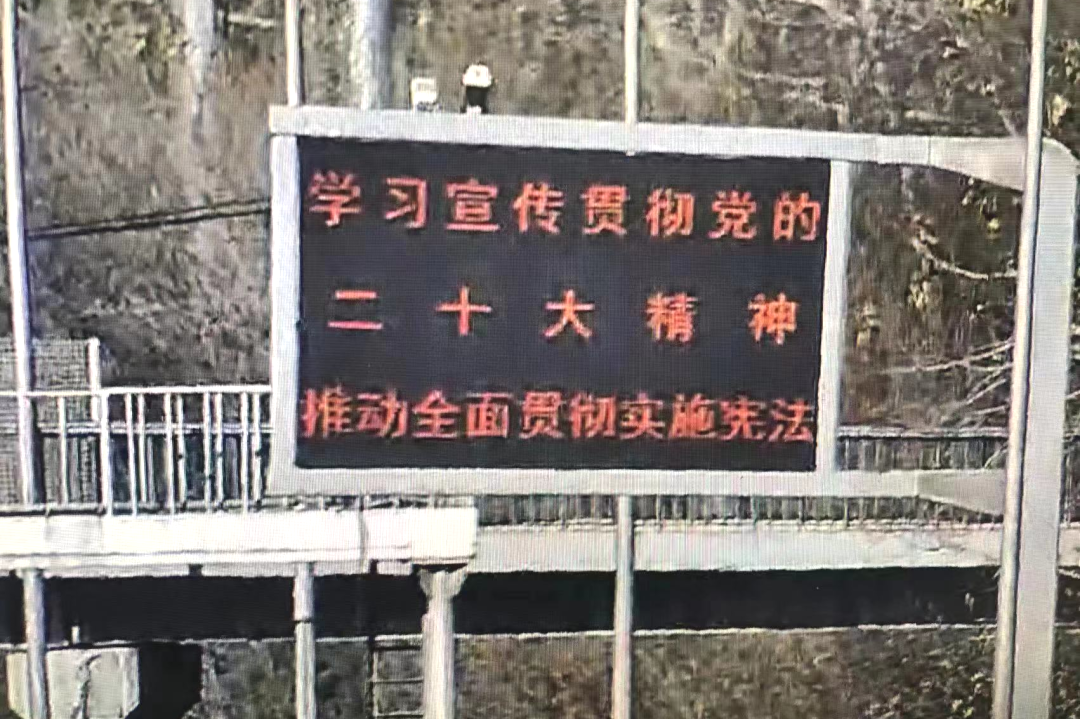 学习宣传贯彻党的
二十大精神
推动全面贯彻实施宪法